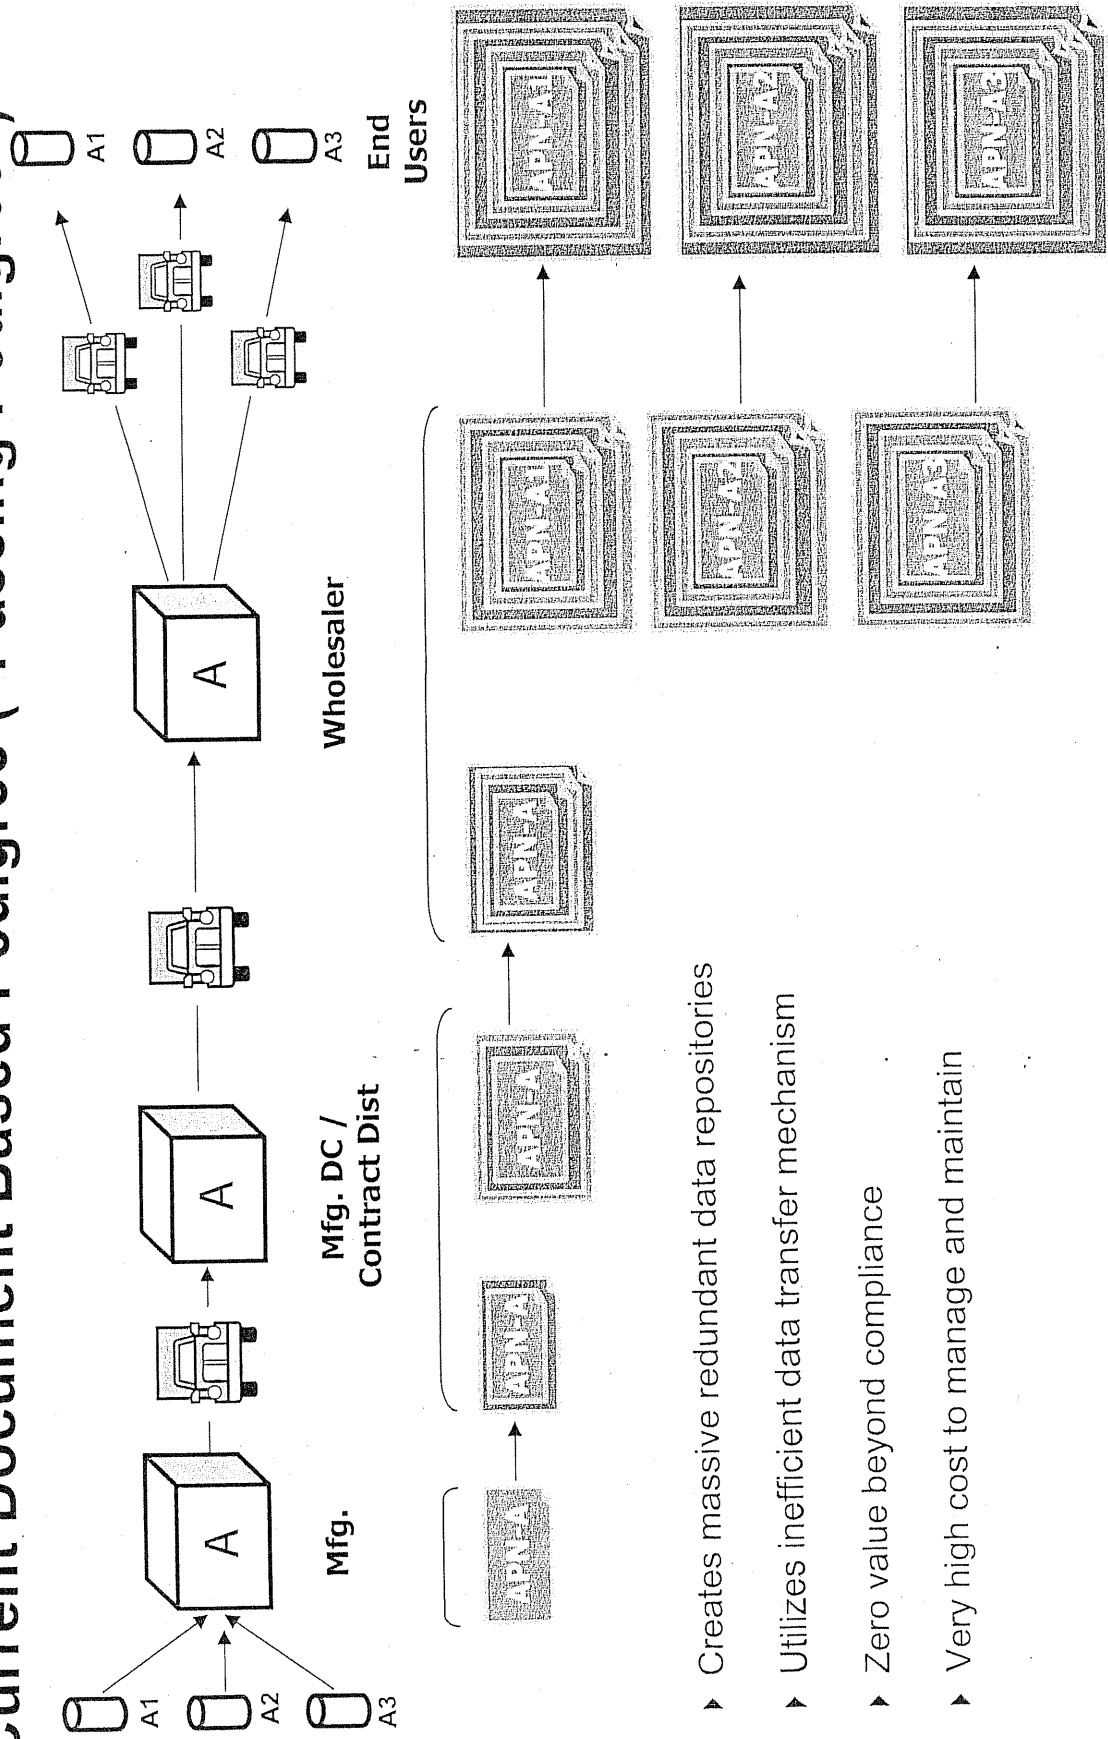 Current Document Based Pedigree ("Passing
A1
A2
A3
A
A
A
A1
A2
A3
Mfg.
Mfg. DC /
Contract Dist
Wholesaler
End
Users
APN-A
APN-A
APN-A
APN-A
APN-A1
APN-A2
APN-A3
APN-A1
APN-A2
APN-A3
Creates massive redundant data repositories
Utilizes inefficient data transfer mechanism
Zero value beyond compliance
Very high cost to manage and maintain